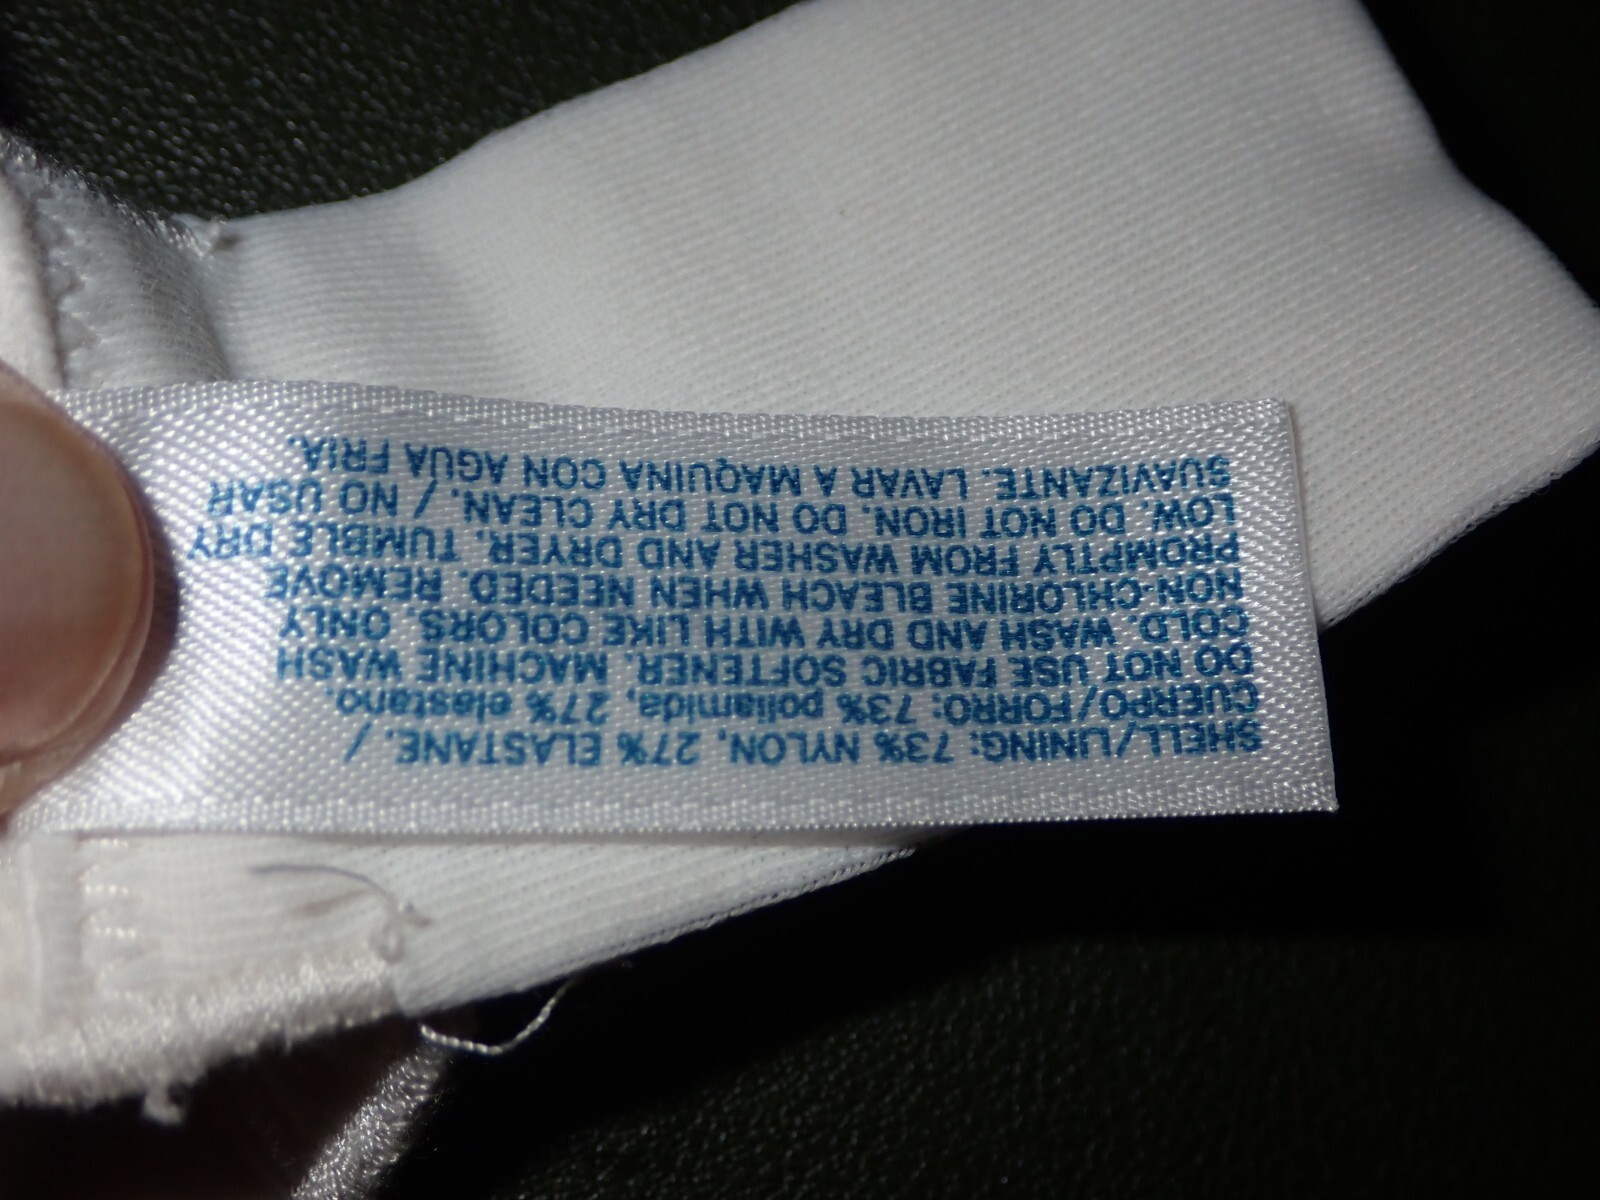 SHELL/LINING: 73% NYLON, 27% ELASTANE. /
CUERPO/FORRO: 73% poliamida, 27% elastano.
DO NOT USE FABRIC SOFTENER. MACHINE WASH
COLD. WASH AND DRY WITH LIKE COLORS. ONLY
NON-CHLORINE BLEACH WHEN NEEDED. REMOVE
PROMPTLY FROM WASHER AND DRYER. TUMBLE DRY
LOW. DO NOT IRON. DO NOT DRY CLEAN. / NO USAR
SUAVIZANTE. LAVAR A MAQUINA CON AGUA FRIA.